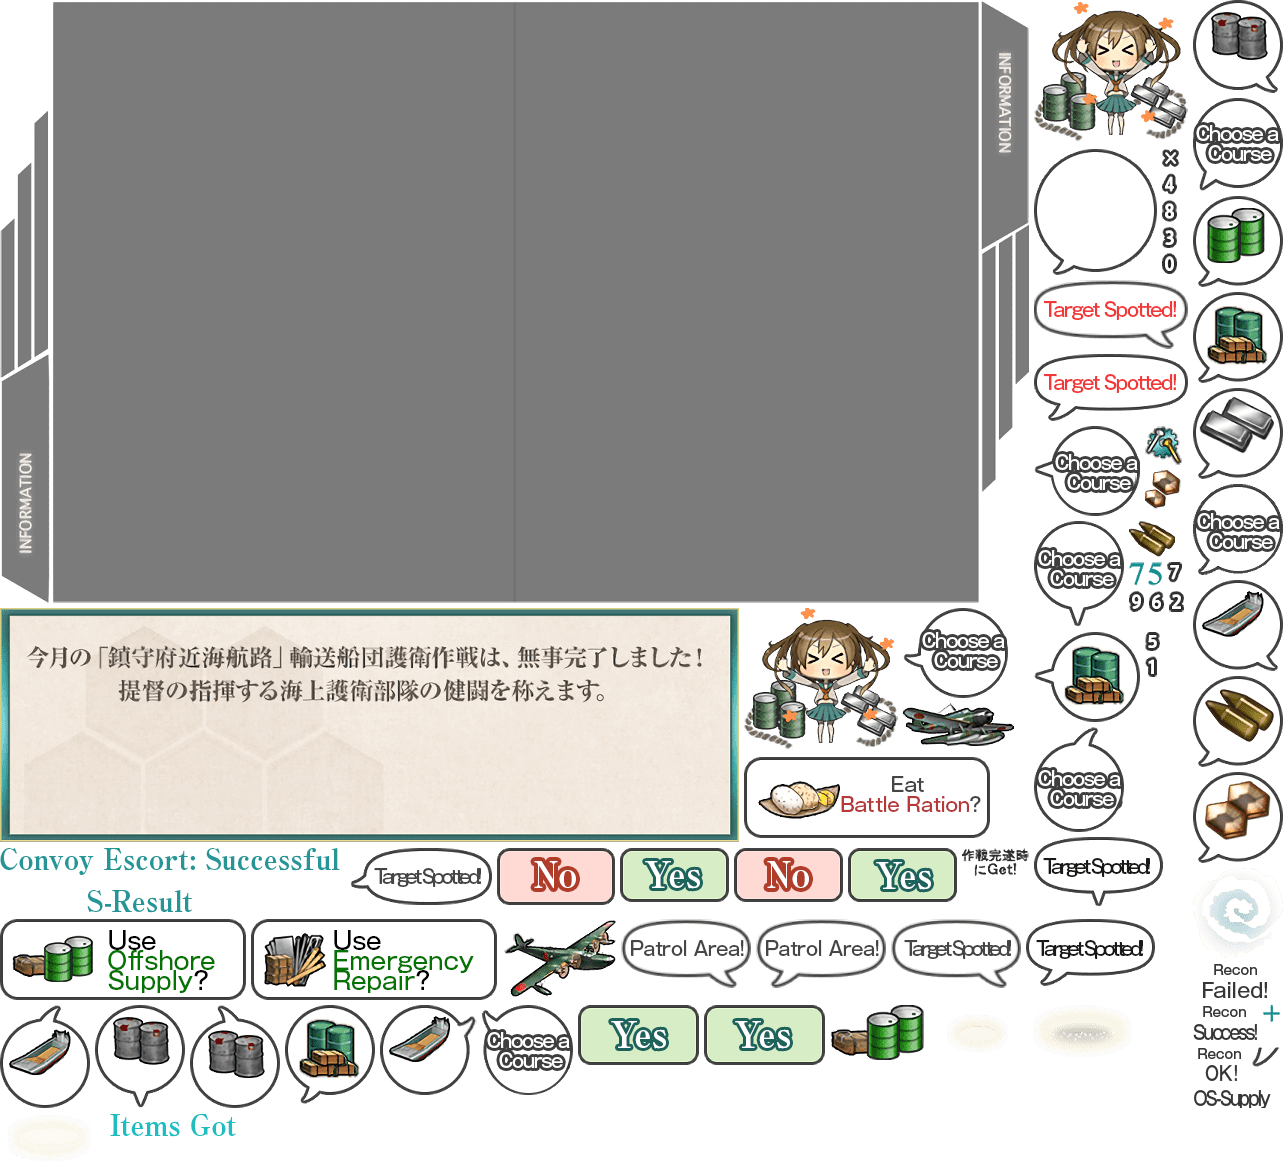 INFORMATION
INFORMATION
Choose a
Course
×
4
8
3
0
Target Spotted!
Target Spotted!
Choose a
Course
Choose a
Course
Choose a
Course
75
7
9 6 2
5
1
今月の「鎮守府近海航路」輸送船団護衛作戦は、無事完了しました!
提督の指揮する海上護衛部隊の健闘を称えます。
Choose a
Course
Eat
Battle Ration?
Choose a
Course
Convoy Escort: Successful
S-Result
Target Spotted!
No
Yes
No
Yes
作戦完遂時
にGet!
Target Spotted!
Use
Offshore
Supply?
Use
Emergency
Repair?
Patrol Area!
Patrol Area!
Target Spotted!
Target Spotted!
Recon
Failed!
Recon
Success!
+
Recon
OK!
OS-Supply
Choose a
Course
Yes
Yes
Items Got